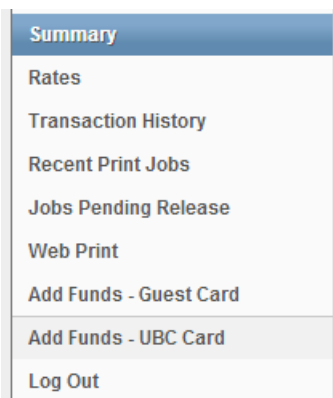 Summary
Rates
Transaction History
Recent Print Jobs
Jobs Pending Release
Web Print
Add Funds - Guest Card
Add Funds - UBC Card
Log Out